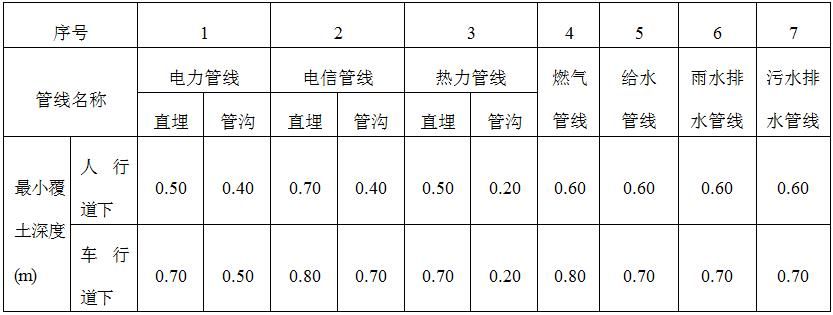 序号 1 2 3 4 5 6 7
管线名称 电力管线 电信管线 热力管线 燃气管线 给水管线 雨水排水管线 污水排水管线
直埋 管沟 直埋 管沟 直埋 管沟
最小覆土深度(m) 人行道下 0.50 0.40 0.70 0.40 0.50 0.20 0.60 0.60 0.60 0.60
车行道下 0.70 0.50 0.80 0.70 0.70 0.20 0.80 0.70 0.70 0.70